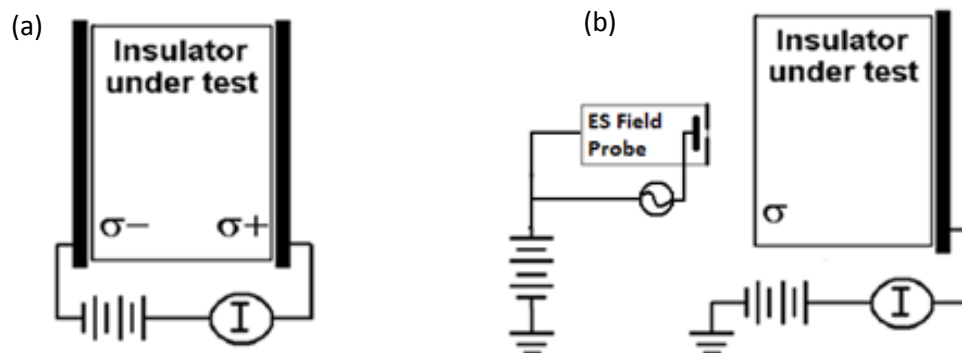 (a)
Insulator
under test
σ−
σ+
I
(b)
Insulator
under test
ES Field
Probe
σ
I